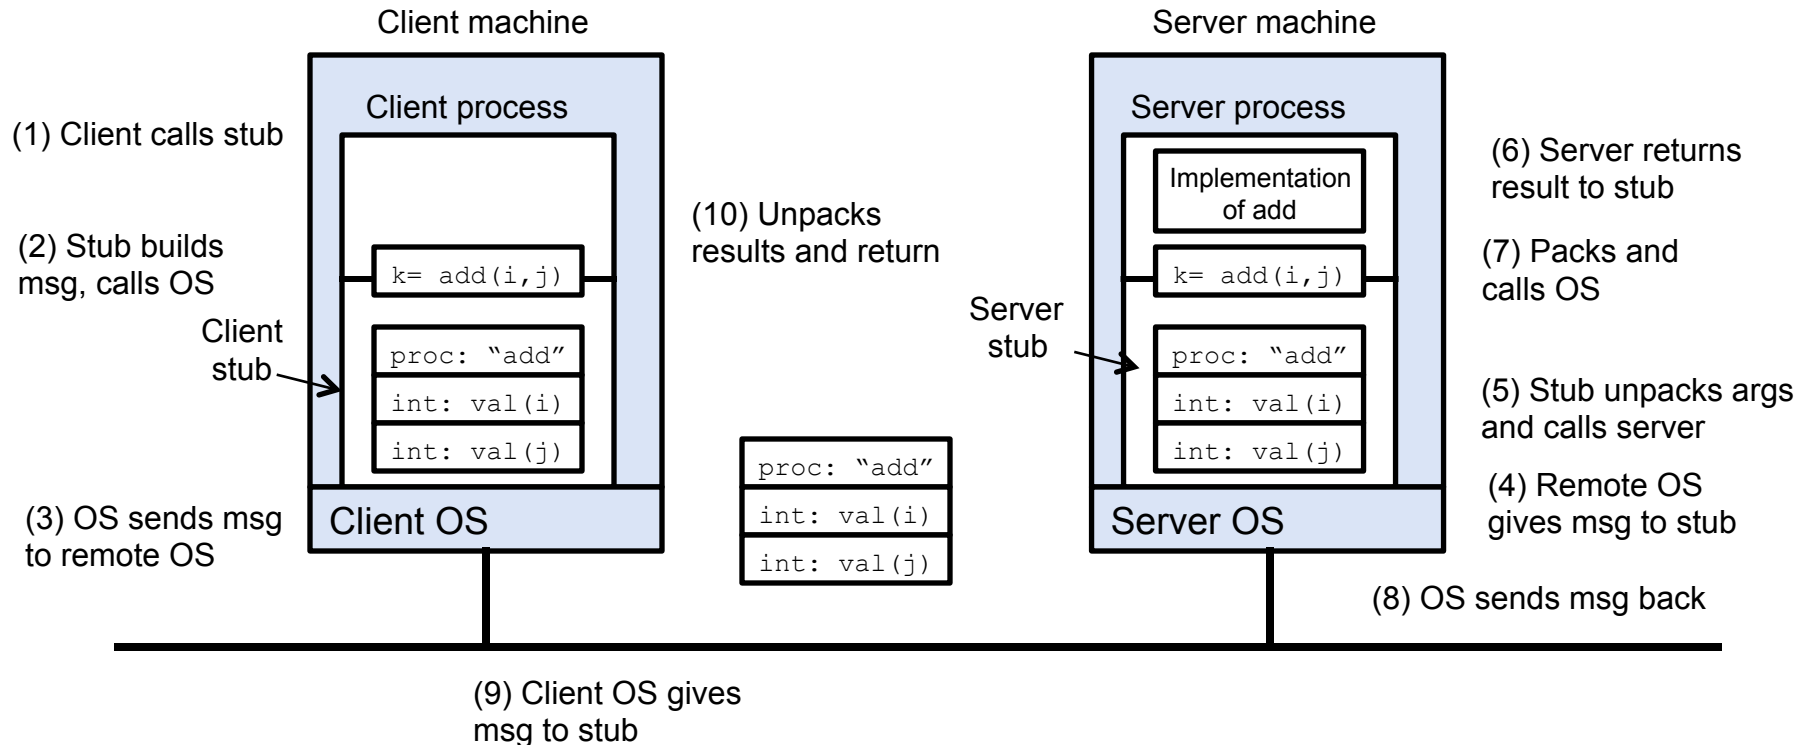 Client machine
Server machine
Client process
Server process
(1) Client calls stub
(2) Stub builds
msg, calls OS
Client
stub
(3) OS sends msg
to remote OS
k= add(i,j)
proc: “add”
int: val(i)
int: val(j)
Client OS
(10) Unpacks
results and return
proc: “add”
int: val(i)
int: val(j)
(9) Client OS gives
msg to stub
Server
stub
Implementation
of add
k= add(i,j)
proc: “add”
int: val(i)
int: val(j)
Server OS
(6) Server returns
result to stub
(7) Packs and
calls OS
(5) Stub unpacks args
and calls server
(4) Remote OS
gives msg to stub
(8) OS sends msg back